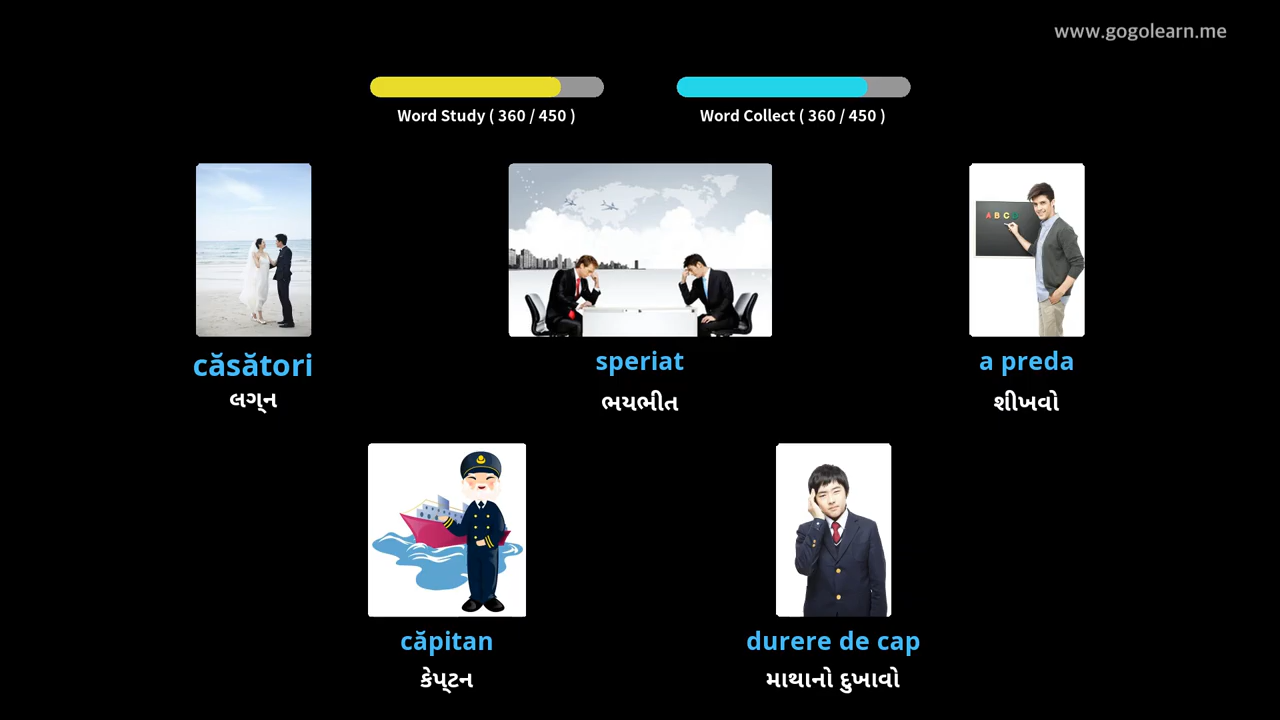 www.gogolearn.me
Word Study ( 360 / 450 )
Word Collect ( 360 / 450 )
A B C D
căsători
speriat
a preda
લગ્ન
ભયભીત
શીખવો
căpitan
durere de cap
કેપ્ટન
માથાનો દુખાવો